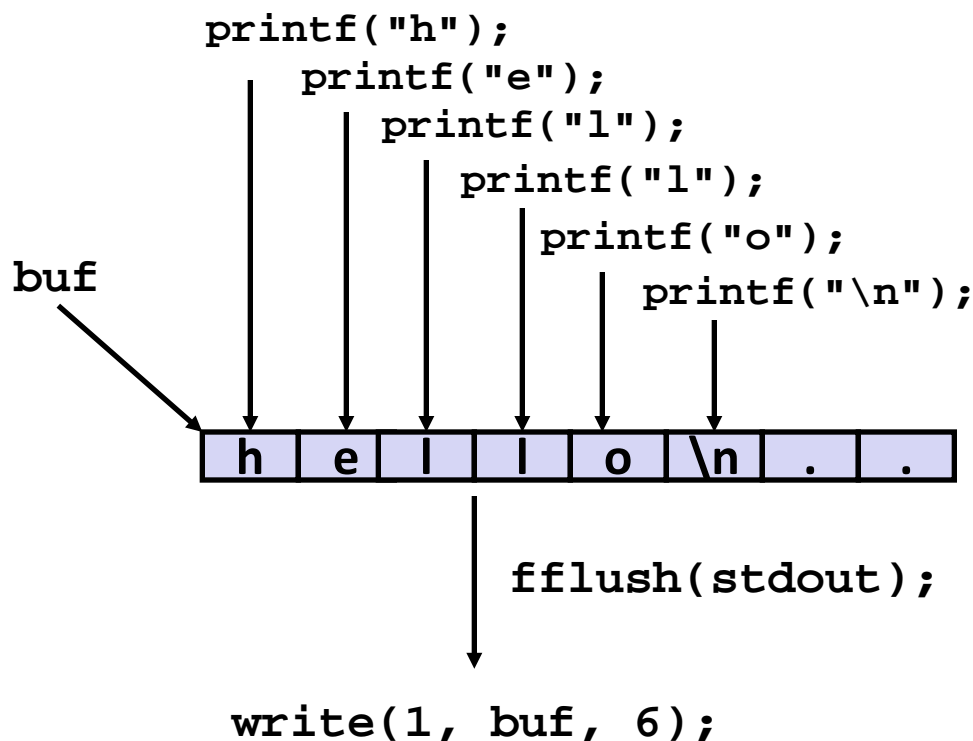 printf("h");
printf("e");
printf("l");
printf("l");
printf("o");
buf
printf("\n");
h e l l o \n . .
fflush(stdout);
write(1, buf, 6);